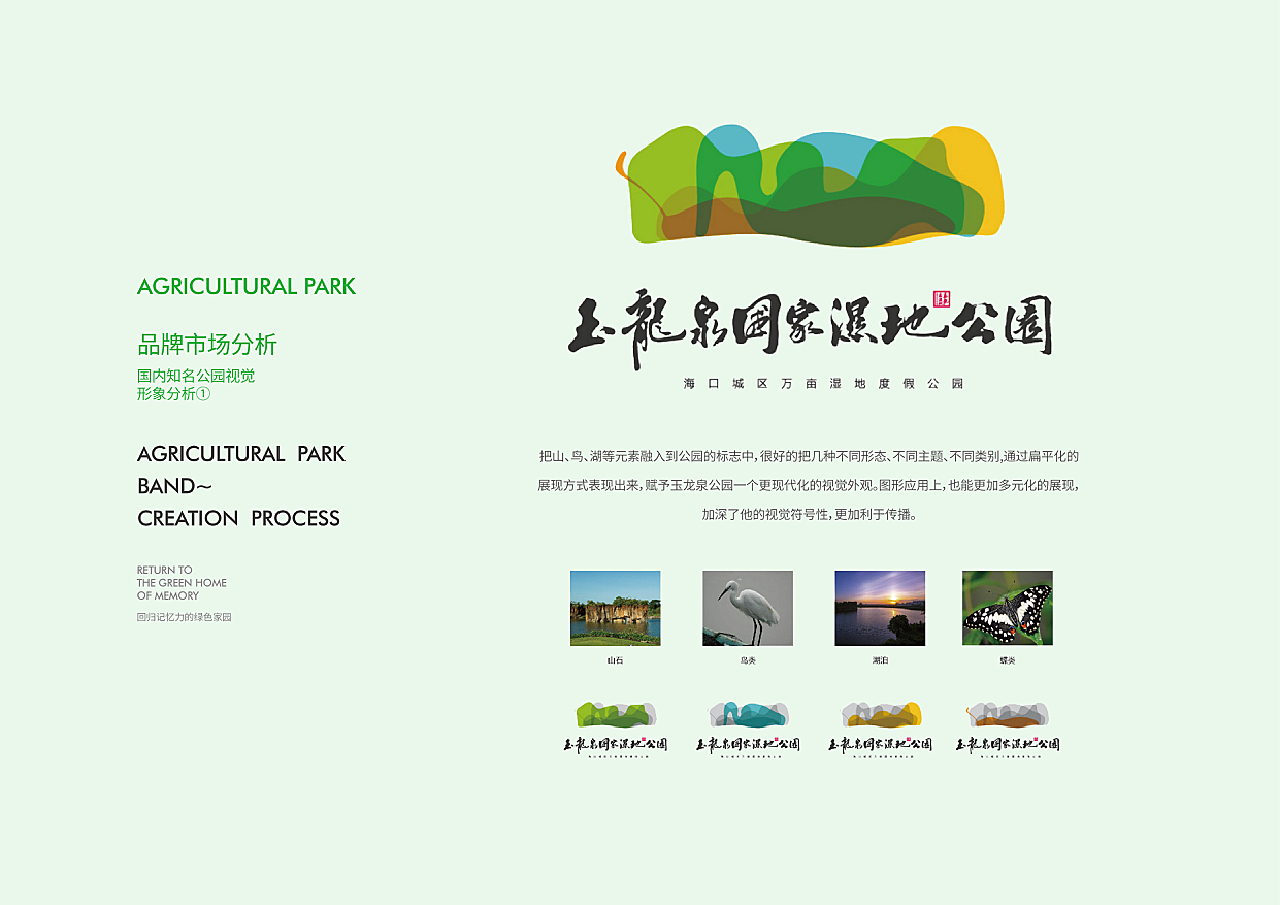 AGRICULTURAL PARK
品牌市场分析
国内知名公园视觉
形象分析①
AGRICULTURAL PARK
BAND~
CREATION PROCESS
RETURN TO
THE GREEN HOME
OF MEMORY
回归记忆力的绿色家园
玉龍泉国家濕地公園
海口城区万亩湿地度假公园
把山、鸟、湖等元素融入到公园的标志中，很好的把几种不同形态、不同主题、不同类别，通过扁平化的
展现方式表现出来，赋予玉龙泉公园一个更现代化的视觉外观。图形应用上，也能更加多元化的展现，
加深了他的视觉符号性，更加利于传播。
山石
鸟类
湖泊
蝶类
玉龍泉国家濕地公園
玉龍泉国家濕地公園
玉龍泉国家濕地公園
玉龍泉国家濕地公園